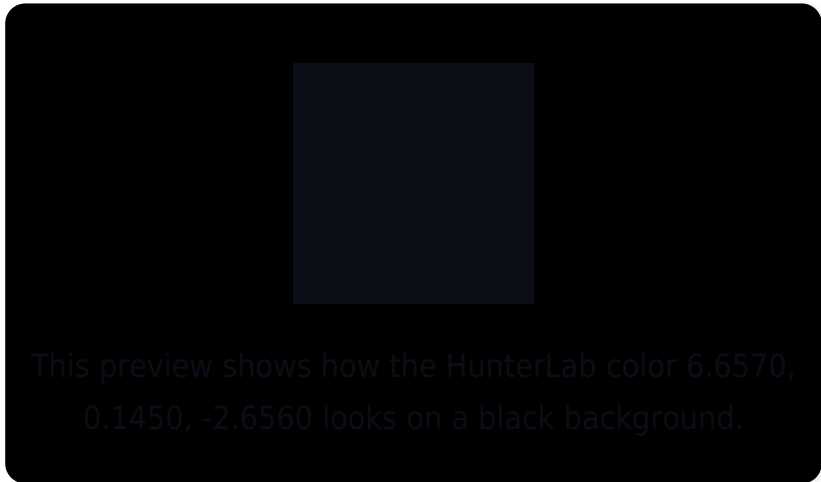 This preview shows how the HunterLab color 6.6570,
0.1450, -2.6560 looks on a black background.